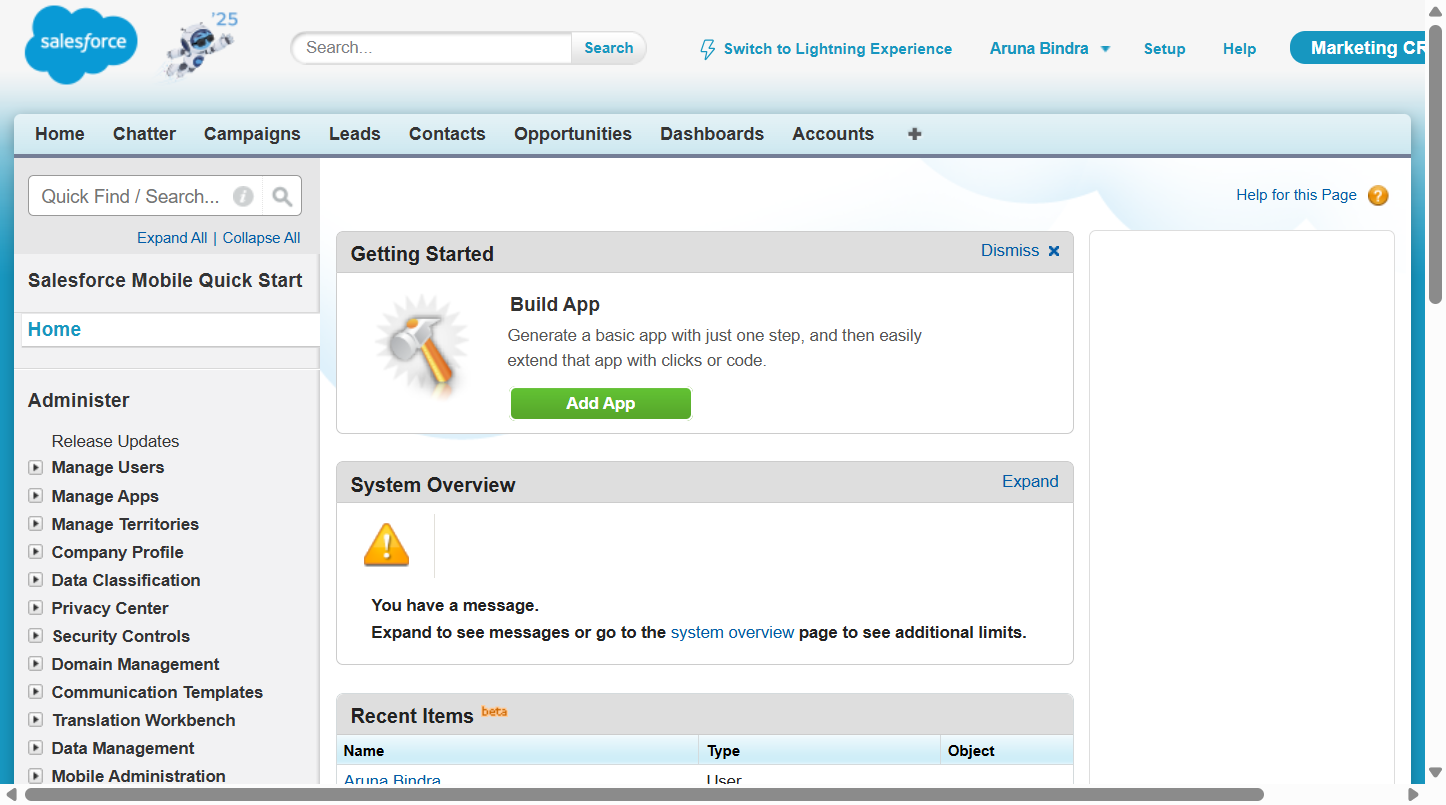 salesforce
'25
Search...
Search
Switch to Lightning Experience
Aruna Bindra
Setup
Help
Marketing CR
Home
Chatter
Campaigns
Leads
Contacts
Opportunities
Dashboards
Accounts
Quick Find / Search...
Expand All | Collapse All
Salesforce Mobile Quick Start
Home
Administer
Release Updates
Manage Users
Manage Apps
Manage Territories
Company Profile
Data Classification
Privacy Center
Security Controls
Domain Management
Communication Templates
Translation Workbench
Data Management
Mobile Administration
Help for this Page
Getting Started
Dismiss
Build App
Generate a basic app with just one step, and then easily
extend that app with clicks or code.
Add App
System Overview
Expand
You have a message.
Expand to see messages or go to the system overview page to see additional limits.
Recent Items beta
Name
Type
Object
Aruna Bindra
User